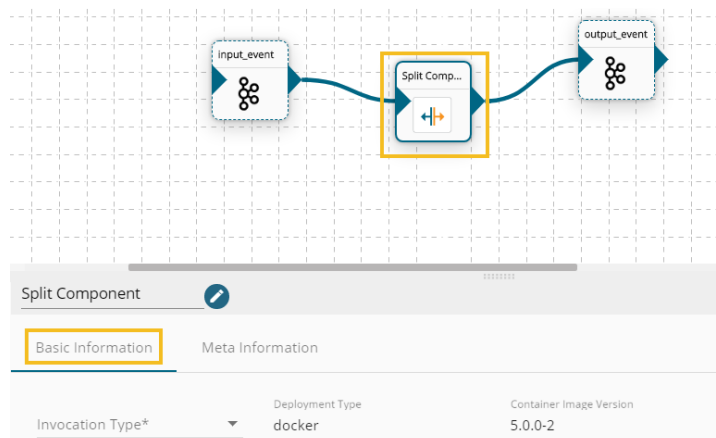 output_event
input_event
Split Comp...
Split Component
Basic Information
Meta Information
Deployment Type
Container Image Version
Invocation Type*
docker
5.0.0-2